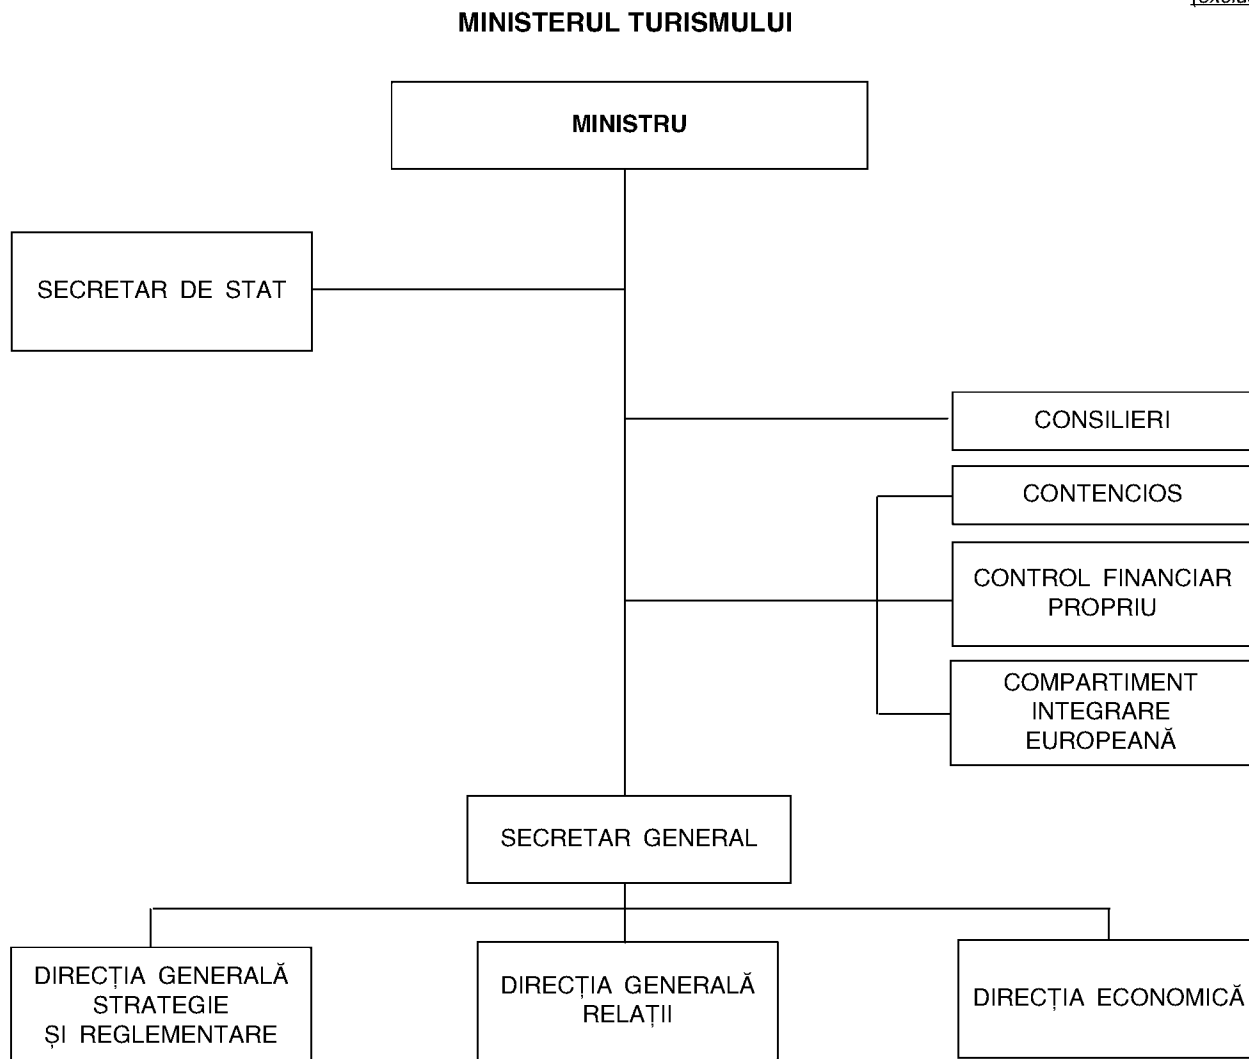 MINISTERUL TURISMULUI
MINISTRU
SECRETAR DE STAT
CONSILIERI
CONTENCIOS
CONTROL FINANCIAR
PROPRIU
COMPARTIMENT
INTEGRARE
EUROPEANĂ
SECRETAR GENERAL
DIRECȚIA GENERALĂ
STRATEGIE
ȘI REGLEMENTARE
DIRECȚIA GENERALĂ
RELAȚII
DIRECȚIA ECONOMICĂ